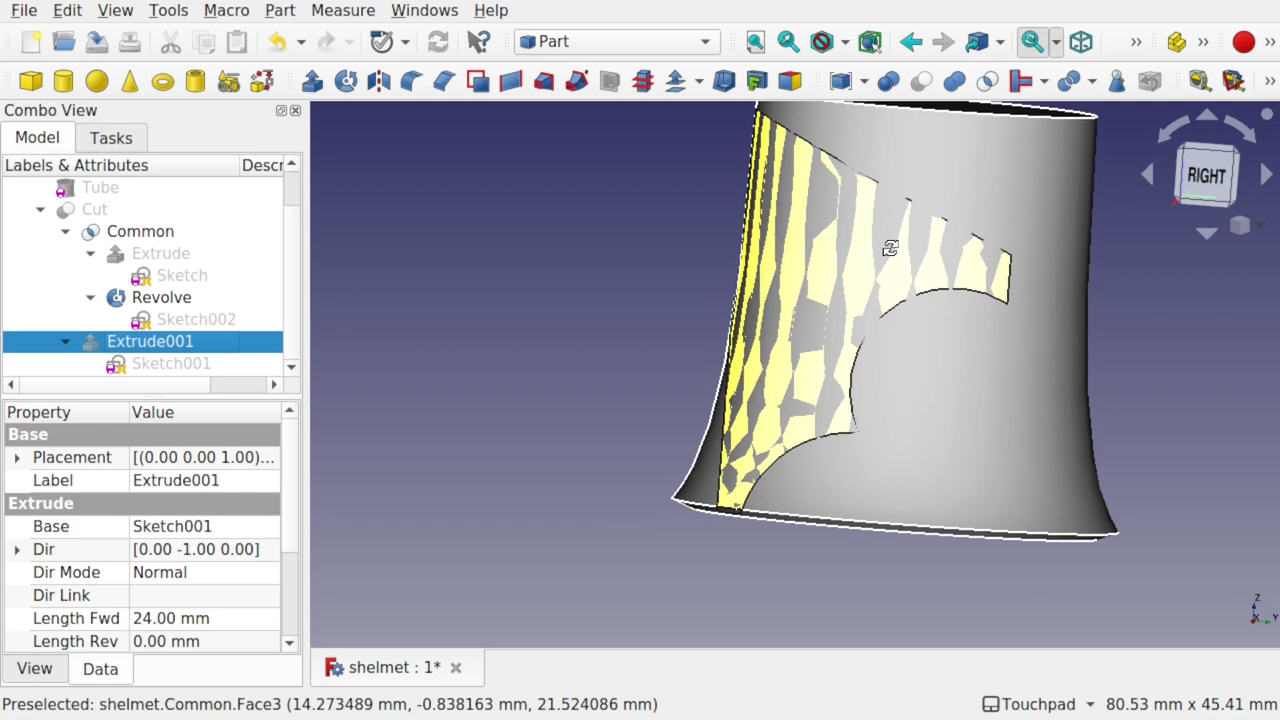 File Edit View Tools Macro Part Measure Windows Help
Part
Combo View
Model Tasks
Labels & Attributes Descr
Tube
Cut
Common
Extrude
Sketch
Revolve
Sketch002
Extrude001
Sketch001
Property Value
Base
Placement [(0.00 0.00 1.00)...
Label Extrude001
Extrude
Base Sketch001
Dir [0.00 -1.00 0.00]
Dir Mode Normal
Dir Link
Length Fwd 24.00 mm
Length Rev 0.00 mm
View Data
RIGHT
Z
X Y
shelmet : 1*
Preselected: shelmet.Common.Face3 (14.273489 mm, -0.838163 mm, 21.524086 mm) Touchpad 80.53 mm x 45.41 mm